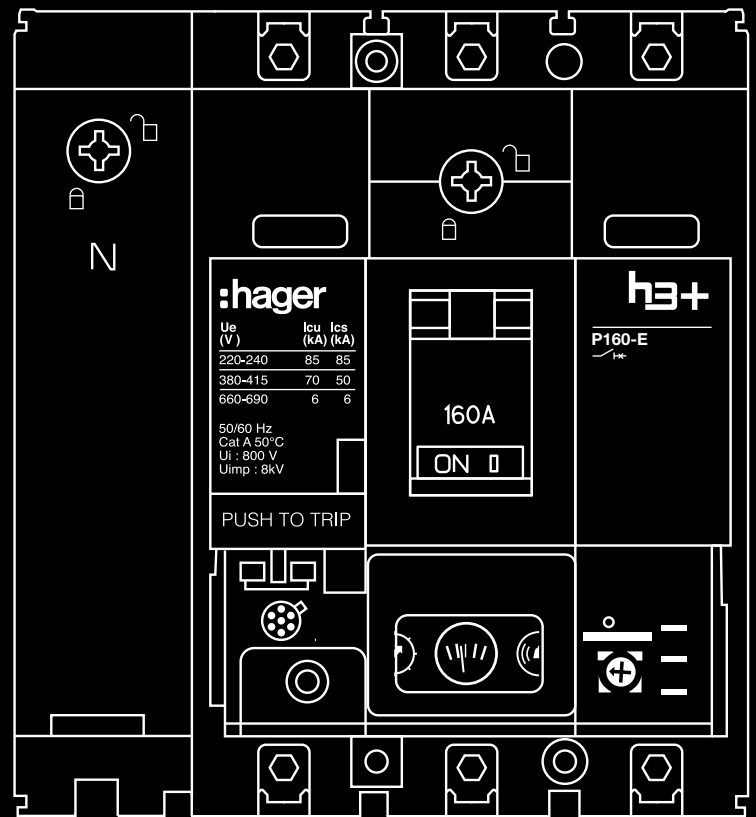 N
:hager
h3+
Ue Icu Ics
(V ) (kA) (kA)
220-240 85 85
380-415 70 50
660-690 6 6
50/60 Hz
Cat A 50°C
Ui : 800 V
Uimp : 8kV
PUSH TO TRIP
160A
ON I
P160-E